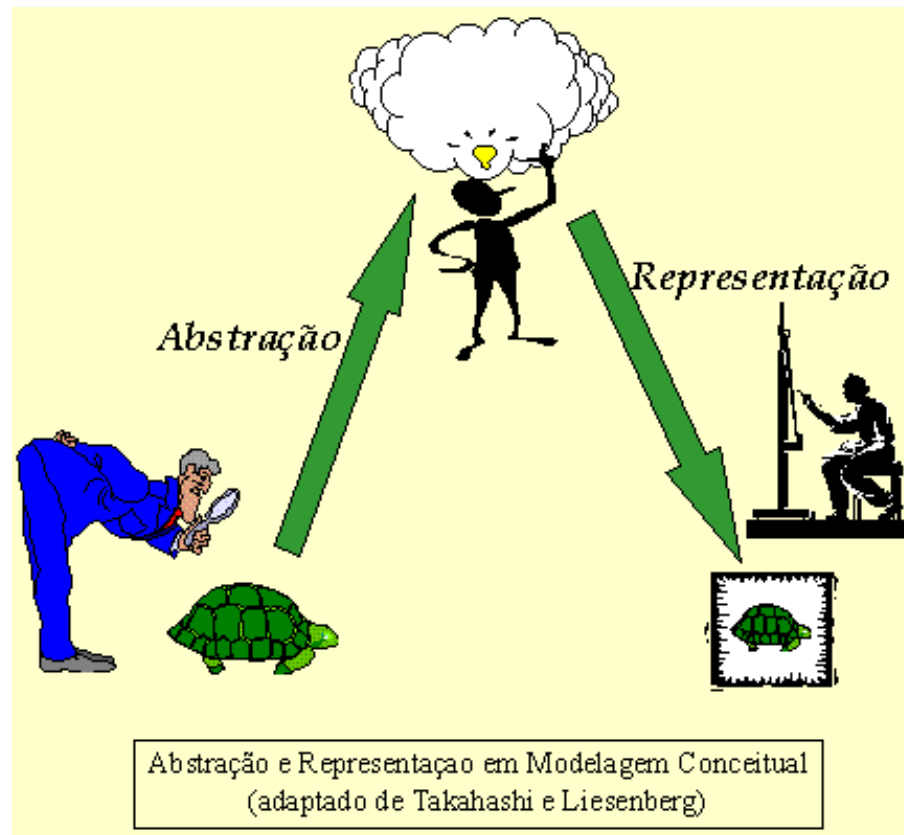 Representação
Abstração
Abstração e Representaçao em Modelagem Conceitual
(adaptado de Takahashi e Liesenberg)